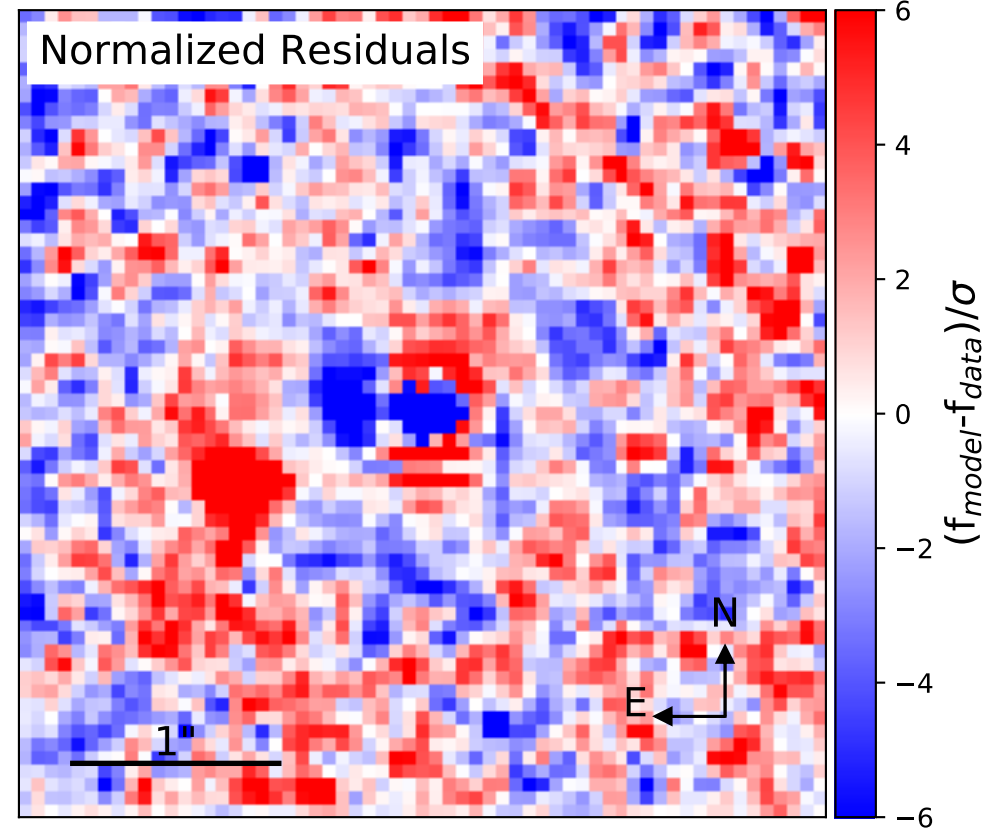 Normalized Residuals
6
4
2
0
−2
−4
−6
(f_model-f_data)/σ
N
E
1"